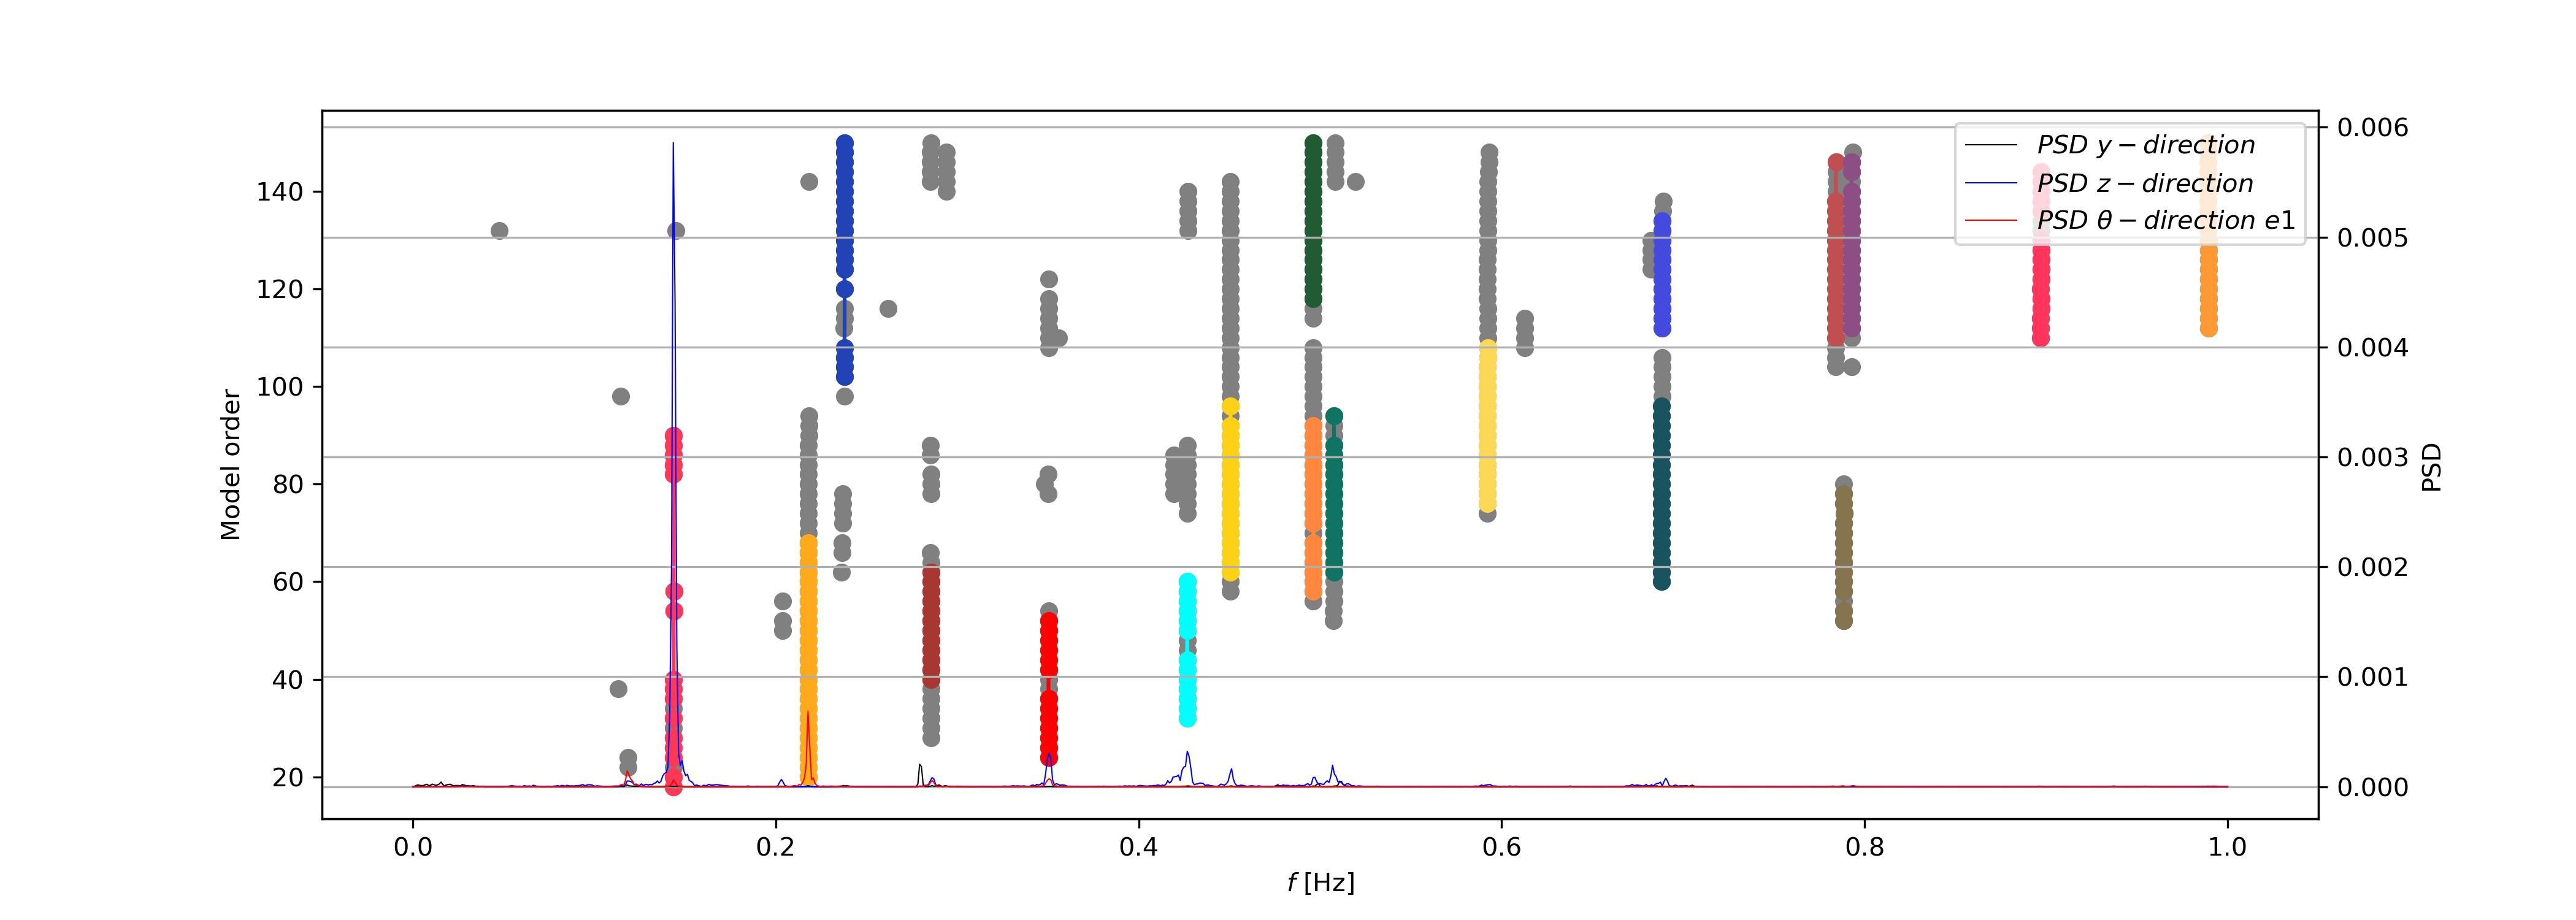 PSD y − direction
PSD z − direction
PSD θ − direction e1
140
120
100
80
60
40
20
Model order
0.006
0.005
0.004
0.003
0.002
0.001
0.000
PSD
0.0 0.2 0.4 0.6 0.8 1.0
f [Hz]